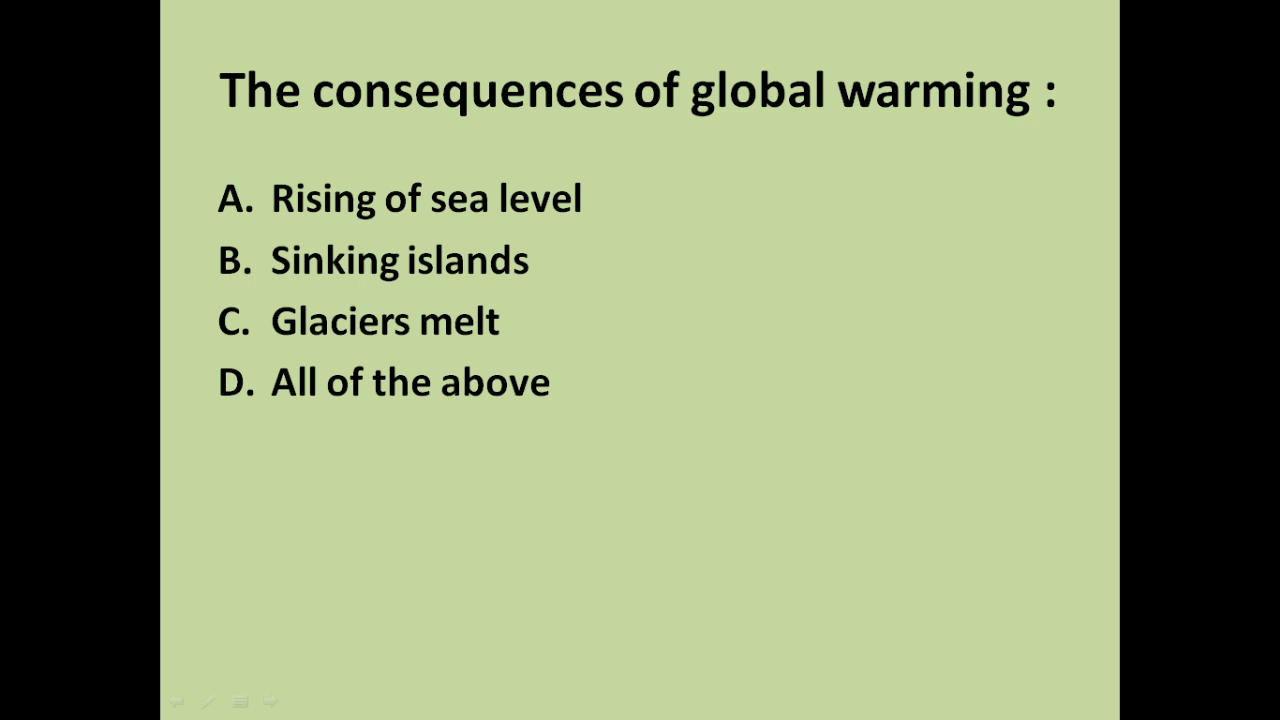 The consequences of global warming :
A. Rising of sea level
B. Sinking islands
C. Glaciers melt
D. All of the above